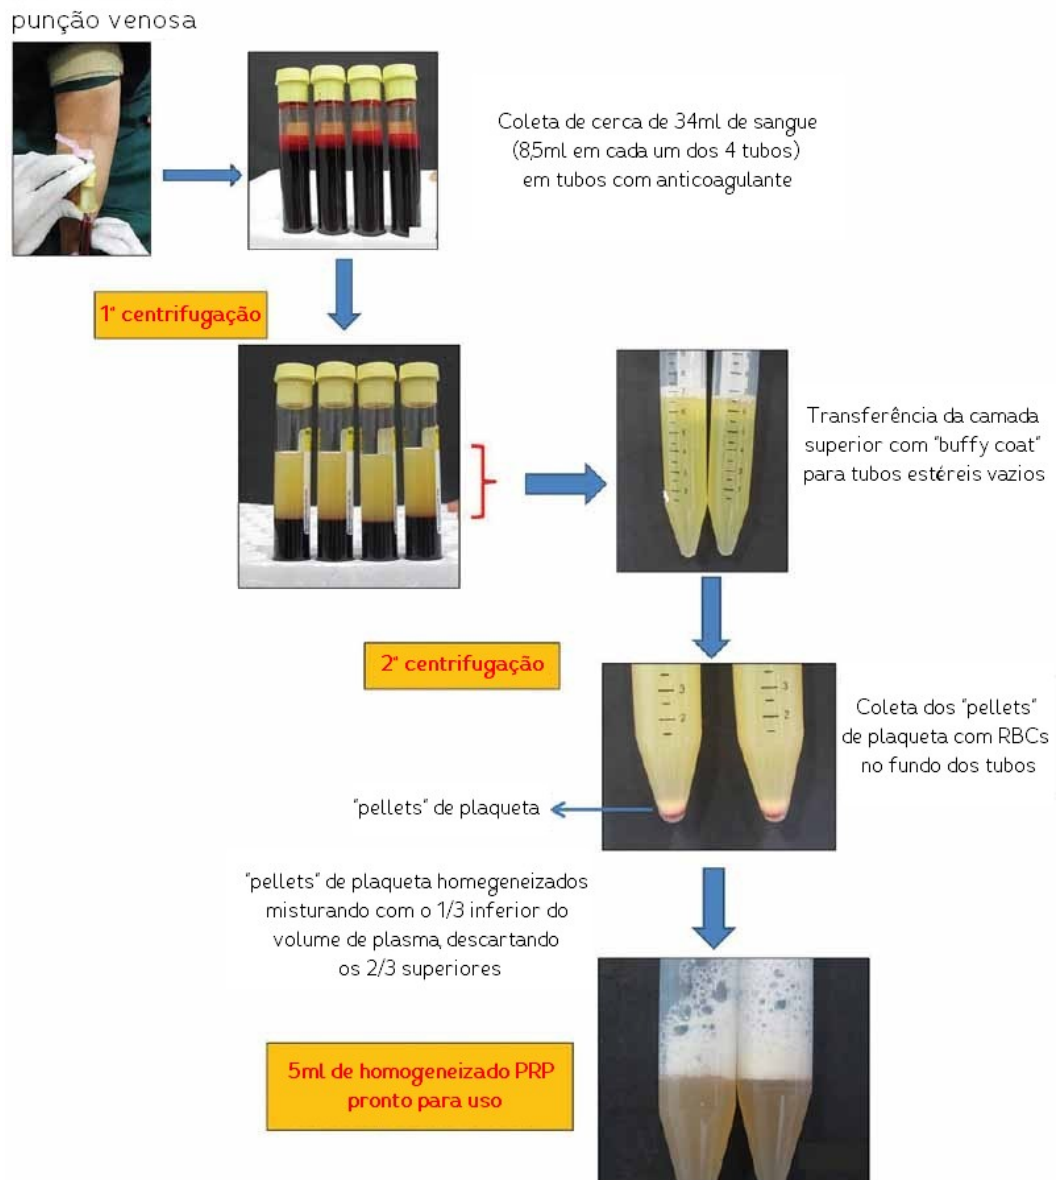 punção venosa
Coleta de cerca de 34ml de sangue
(8,5ml em cada um dos 4 tubos)
em tubos com anticoagulante
1ª centrifugação
Transferência da camada
superior com "buffy coat"
para tubos estéreis vazios
2ª centrifugação
Coleta dos "pellets"
de plaqueta com RBCs
no fundo dos tubos
"pellets" de plaqueta
"pellets" de plaqueta homegeneizados
misturando com o 1/3 inferior do
volume de plasma, descartando
os 2/3 superiores
5ml de homogeneizado PRP
pronto para uso